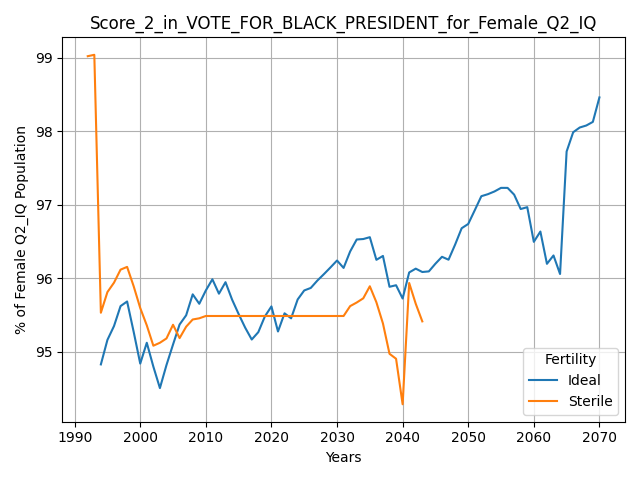 Score_2_in_VOTE_FOR_BLACK_PRESIDENT_for_Female_Q2_IQ
% of Female Q2_IQ Population
99
98
97
96
95
Fertility
Ideal
Sterile
1990 2000 2010 2020 2030 2040 2050 2060 2070
Years